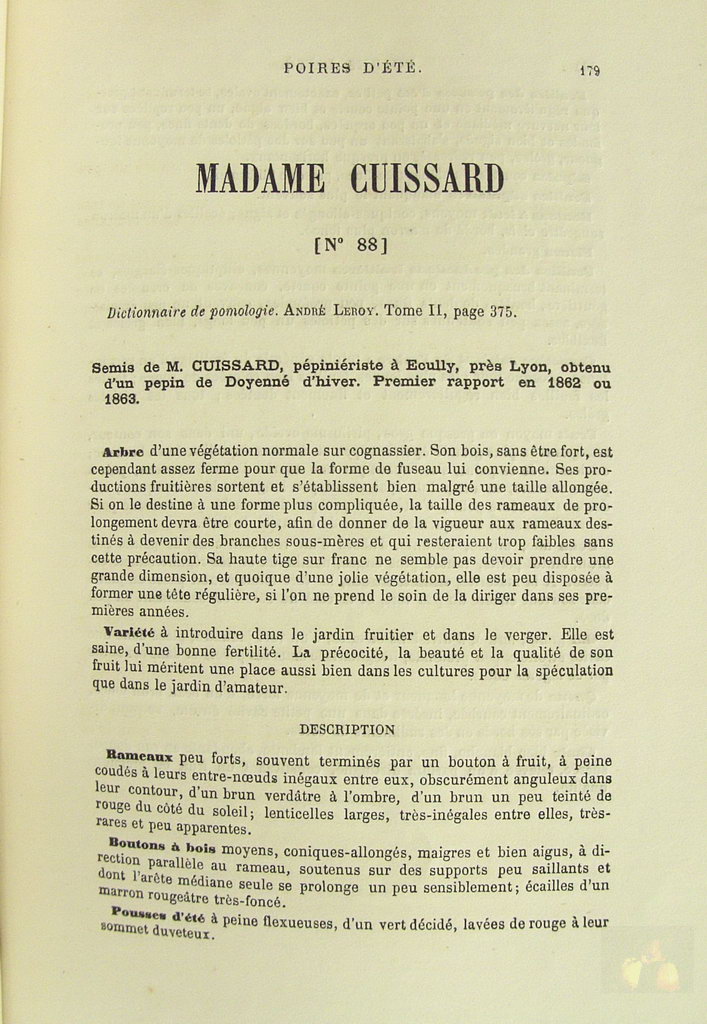 POIRES D'ÉTÉ. 179
MADAME CUISSARD
[N° 88]
Dictionnaire de pomologie. ANDRÉ LEROY. Tome II, page 375.
Semis de M. CUISSARD, pépiniériste à Ecully, près Lyon, obtenu
d'un pepin de Doyenné d'hiver. Premier rapport en 1862 ou
1863.
Arbre d'une végétation normale sur cognassier. Son bois, sans être fort, est
cependant assez ferme pour que la forme de fuseau lui convienne. Ses pro-
ductions fruitières sortent et s'établissent bien malgré une taille allongée.
Si on le destine à une forme plus compliquée, la taille des rameaux de pro-
longement devra être courte, afin de donner de la vigueur aux rameaux des-
tinés à devenir des branches sous-mères et qui resteraient trop faibles sans
cette précaution. Sa haute tige sur franc ne semble pas devoir prendre une
grande dimension, et quoique d'une jolie végétation, elle est peu disposée à
former une tête régulière, si l'on ne prend le soin de la diriger dans ses pre-
mières années.
Variété à introduire dans le jardin fruitier et dans le verger. Elle est
saine, d'une bonne fertilité. La précocité, la beauté et la qualité de son
fruit lui méritent une place aussi bien dans les cultures pour la spéculation
que dans le jardin d'amateur.
DESCRIPTION
Rameaux peu forts, souvent terminés par un bouton à fruit, à peine
coudés à leurs entre-nœuds inégaux entre eux, obscurément anguleux dans
leur contour, d'un brun verdâtre à l'ombre, d'un brun un peu teinté de
rouge du côté du soleil; lenticelles larges, très-inégales entre elles, très-
rares et peu apparentes.
Boutons à bois moyens, coniques-allongés, maigres et bien aigus, à di-
rection parallèle au rameau, soutenus sur des supports peu saillants et
dont l'arête médiane seule se prolonge un peu sensiblement; écailles d'un
marron rougeâtre très-foncé.
Pousses d'été à peine flexueuses, d'un vert décidé, lavées de rouge à leur
sommet duveteux.